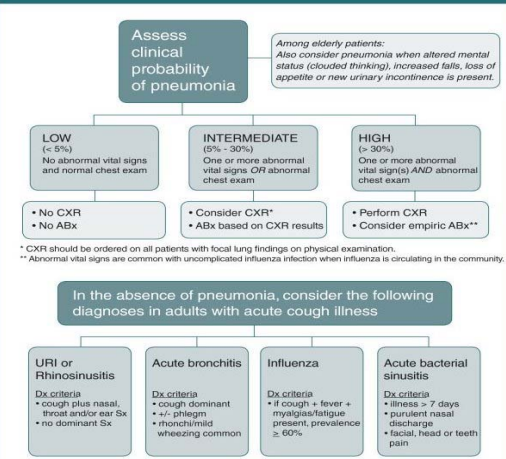 Assess
clinical
probability
of pneumonia
Among elderly patients:
Also consider pneumonia when altered mental
status (clouded thinking), increased falls, loss of
appetite or new urinary incontinence is present.
LOW
(< 5%)
No abnormal vital signs
and normal chest exam
INTERMEDIATE
(5% - 30%)
One or more abnormal
vital signs OR abnormal
chest exam
HIGH
(> 30%)
One or more abnormal
vital sign(s) AND abnormal
chest exam
• No CXR
• No ABx
• Consider CXR*
• ABx based on CXR results
• Perform CXR
• Consider empiric ABx**
* CXR should be ordered on all patients with focal lung findings on physical examination.
** Abnormal vital signs are common with uncomplicated influenza infection when influenza is circulating in the community.
In the absence of pneumonia, consider the following
diagnoses in adults with acute cough illness
URI or
Rhinosinusitis
Dx criteria
• cough plus nasal,
throat and/or ear Sx
• no dominant Sx
Acute bronchitis
Dx criteria
• cough dominant
• +/- phlegm
• rhonchi/mild
wheezing common
Influenza
Dx criteria
• if cough + fever +
myalgias/fatigue
present, prevalence
≥ 60%
Acute bacterial
sinusitis
Dx criteria
• illness > 7 days
• purulent nasal
discharge
• facial, head or teeth
pain